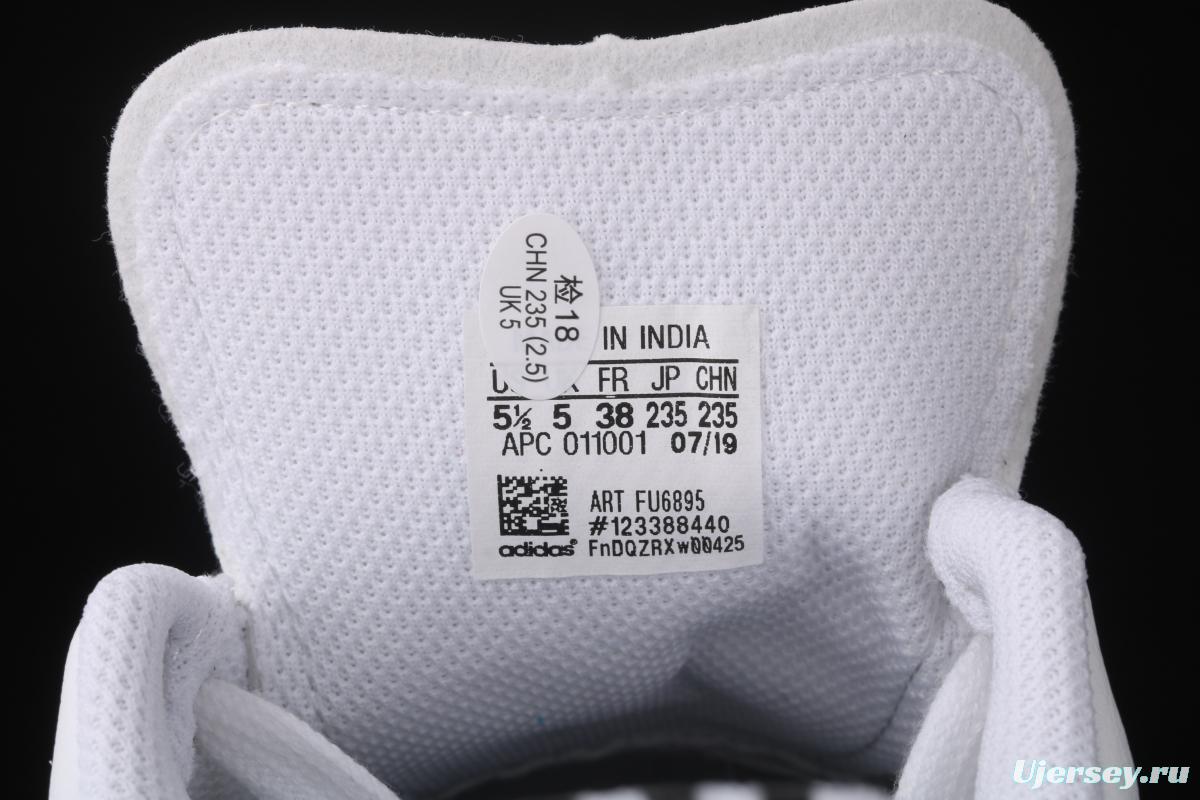 检18
CHN 235 (2.5)
UK 5
IN INDIA
FR JP CHN
5½ 5 38 235 235
APC 011001 07/19
ART FU6895
#123388440
adidas® FnDQZRXw00425
Ujersey.ru